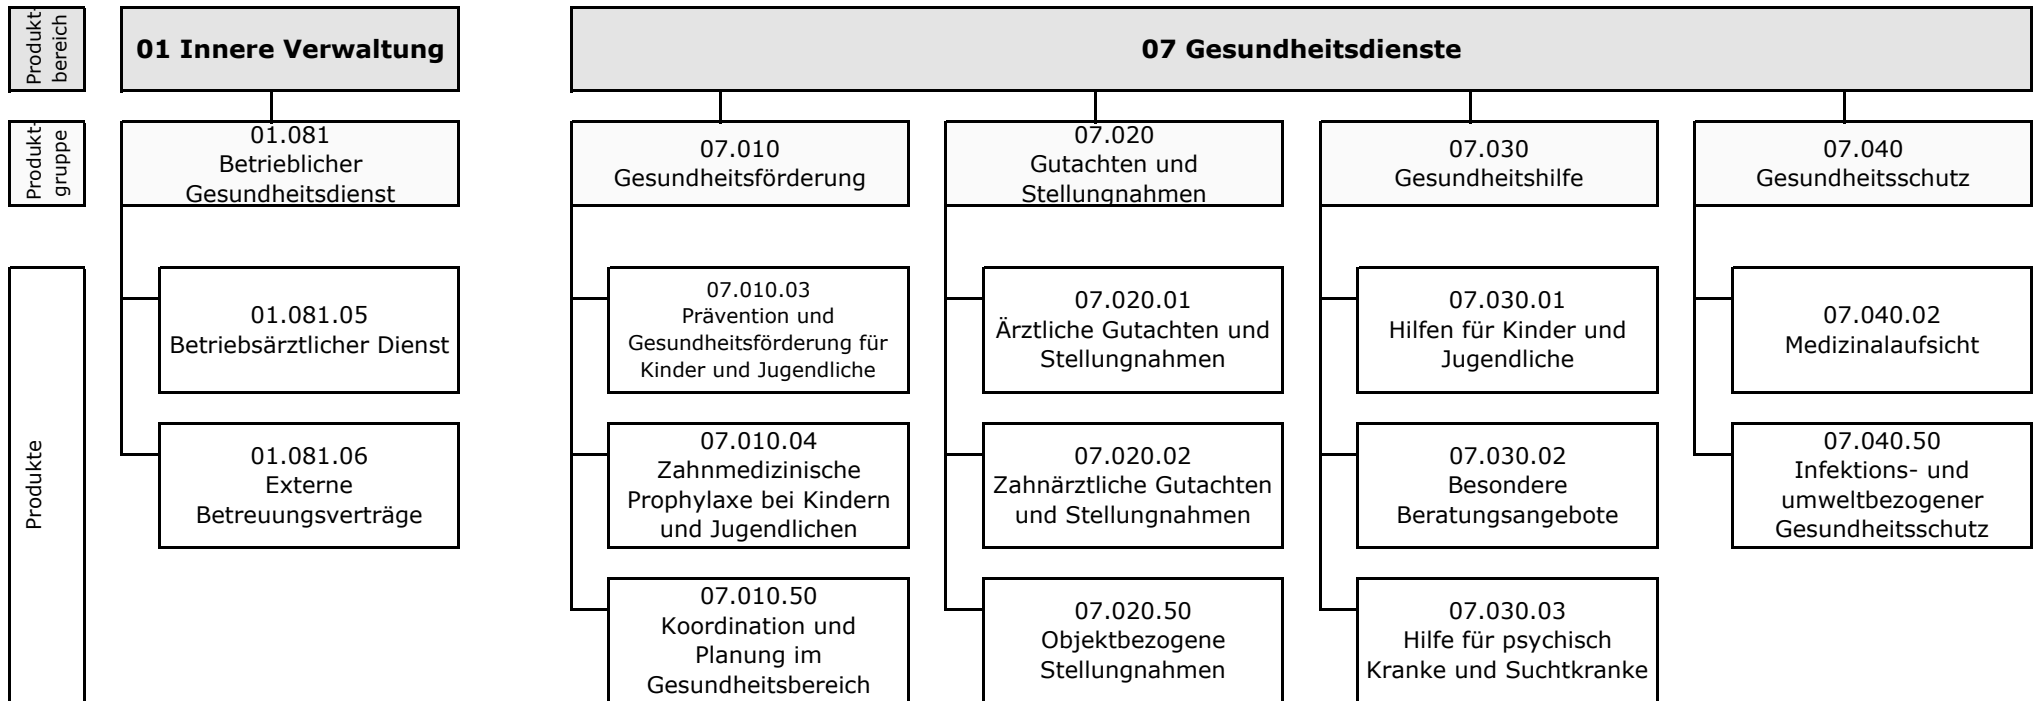 Produkt-
bereich
01 Innere Verwaltung
07 Gesundheitsdienste
Produkt-
gruppe
01.081
Betrieblicher
Gesundheitsdienst
07.010
Gesundheitsförderung
07.020
Gutachten und
Stellungnahmen
07.030
Gesundheitshilfe
07.040
Gesundheitsschutz
Produkte
01.081.05
Betriebsärztlicher Dienst
07.010.03
Prävention und
Gesundheitsförderung für
Kinder und Jugendliche
07.020.01
Ärztliche Gutachten und
Stellungnahmen
07.030.01
Hilfen für Kinder und
Jugendliche
07.040.02
Medizinalaufsicht
01.081.06
Externe
Betreuungsverträge
07.010.04
Zahnmedizinische
Prophylaxe bei Kindern
und Jugendlichen
07.020.02
Zahnärztliche Gutachten
und Stellungnahmen
07.030.02
Besondere
Beratungsangebote
07.040.50
Infektions- und
umweltbezogener
Gesundheitsschutz
07.010.50
Koordination und
Planung im
Gesundheitsbereich
07.020.50
Objektbezogene
Stellungnahmen
07.030.03
Hilfe für psychisch
Kranke und Suchtkranke